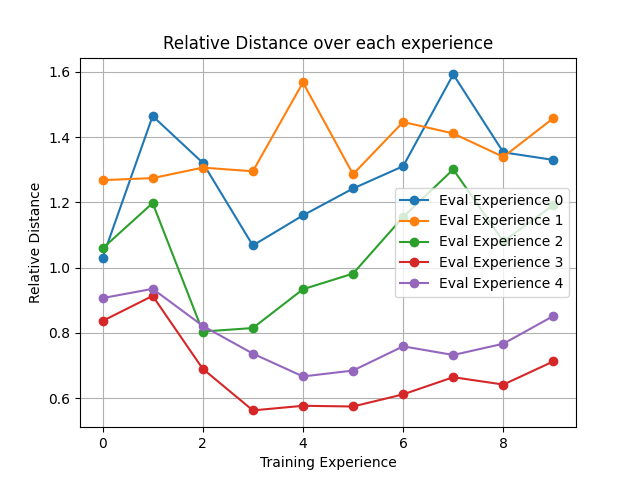 Relative Distance over each experience
1.6
1.4
1.2
1.0
0.8
0.6
Relative Distance
Eval Experience 0
Eval Experience 1
Eval Experience 2
Eval Experience 3
Eval Experience 4
0 2 4 6 8
Training Experience